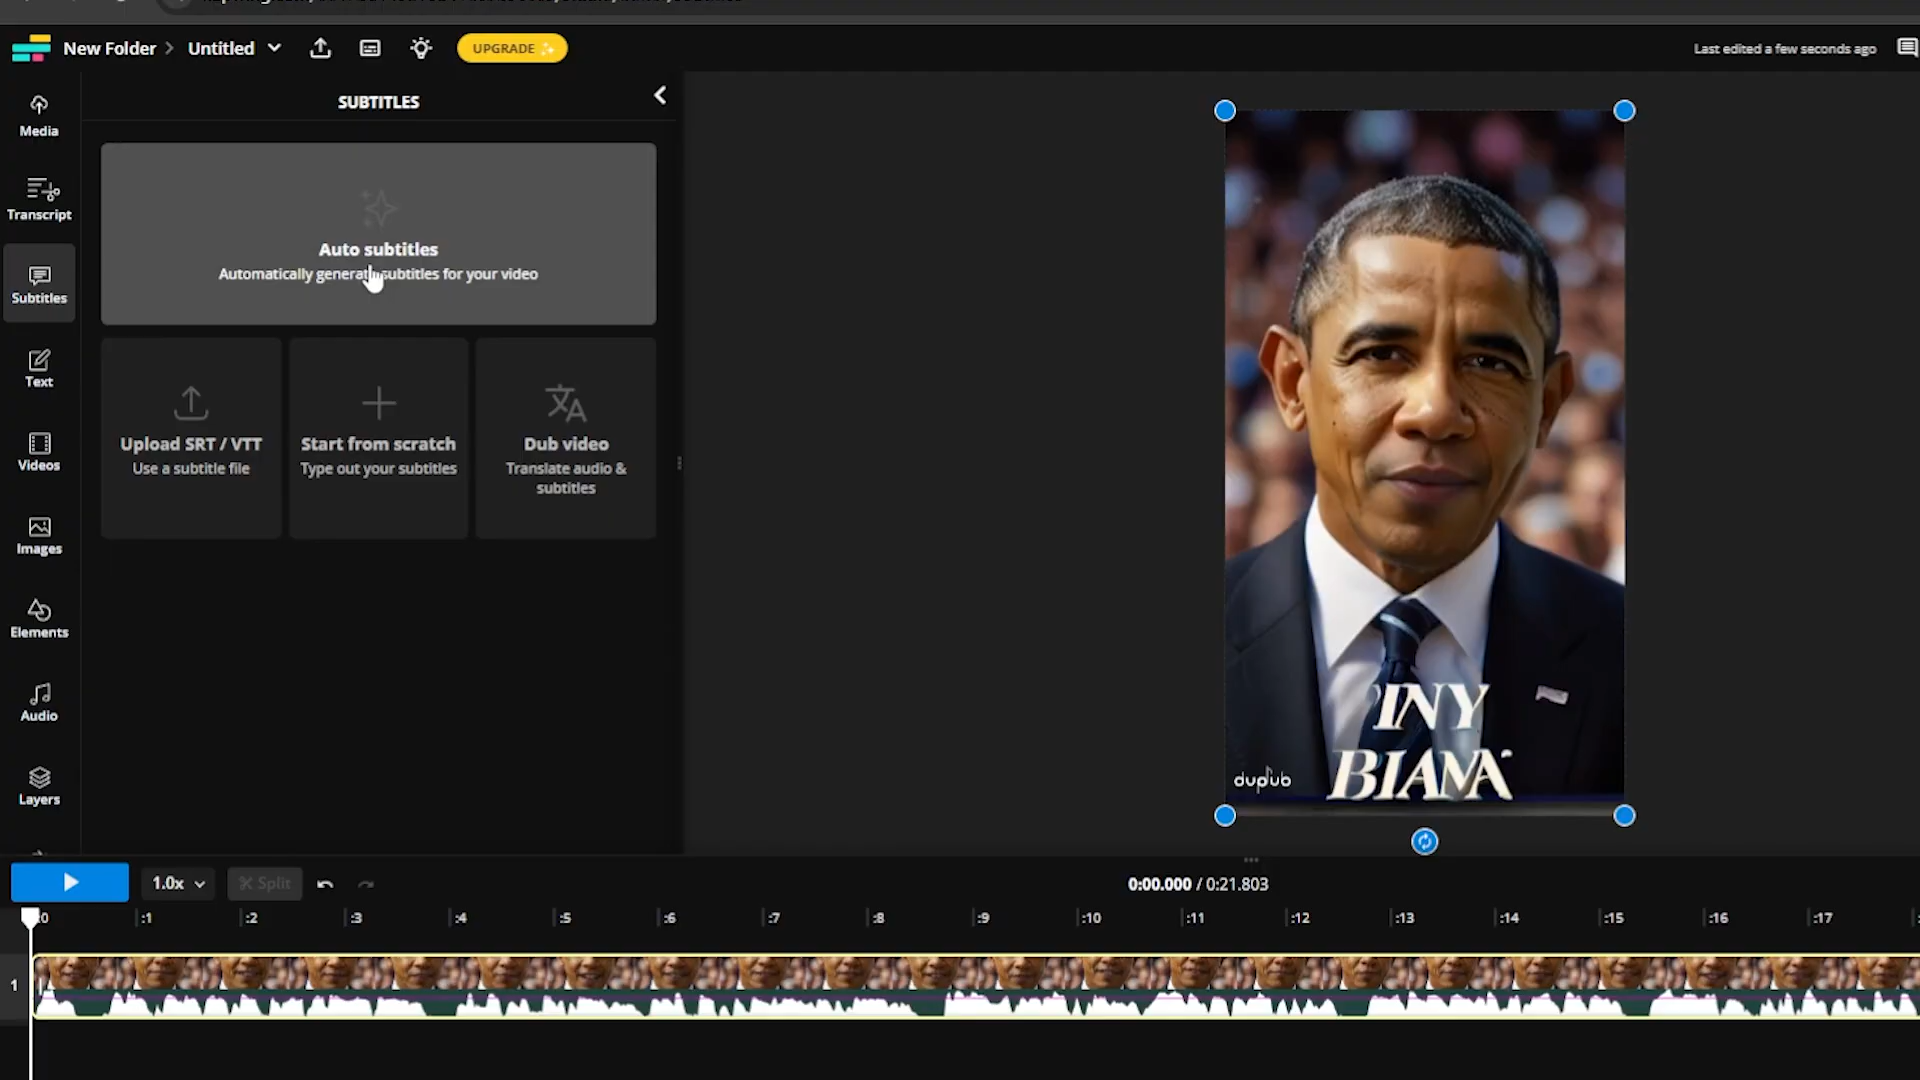 New Folder > Untitled
UPGRADE
Last edited a few seconds ago
Media
Transcript
Subtitles
Text
Videos
Images
Elements
Audio
Layers
SUBTITLES
Auto subtitles
Automatically generate subtitles for your video
Upload SRT / VTT
Use a subtitle file
Start from scratch
Type out your subtitles
Dub video
Translate audio &
subtitles
INY
BIANA
dupdub
1.0x
Split
0:00.000 / 0:21.803
:0 :1 :2 :3 :4 :5 :6 :7 :8 :9 :10 :11 :12 :13 :14 :15 :16 :17
1